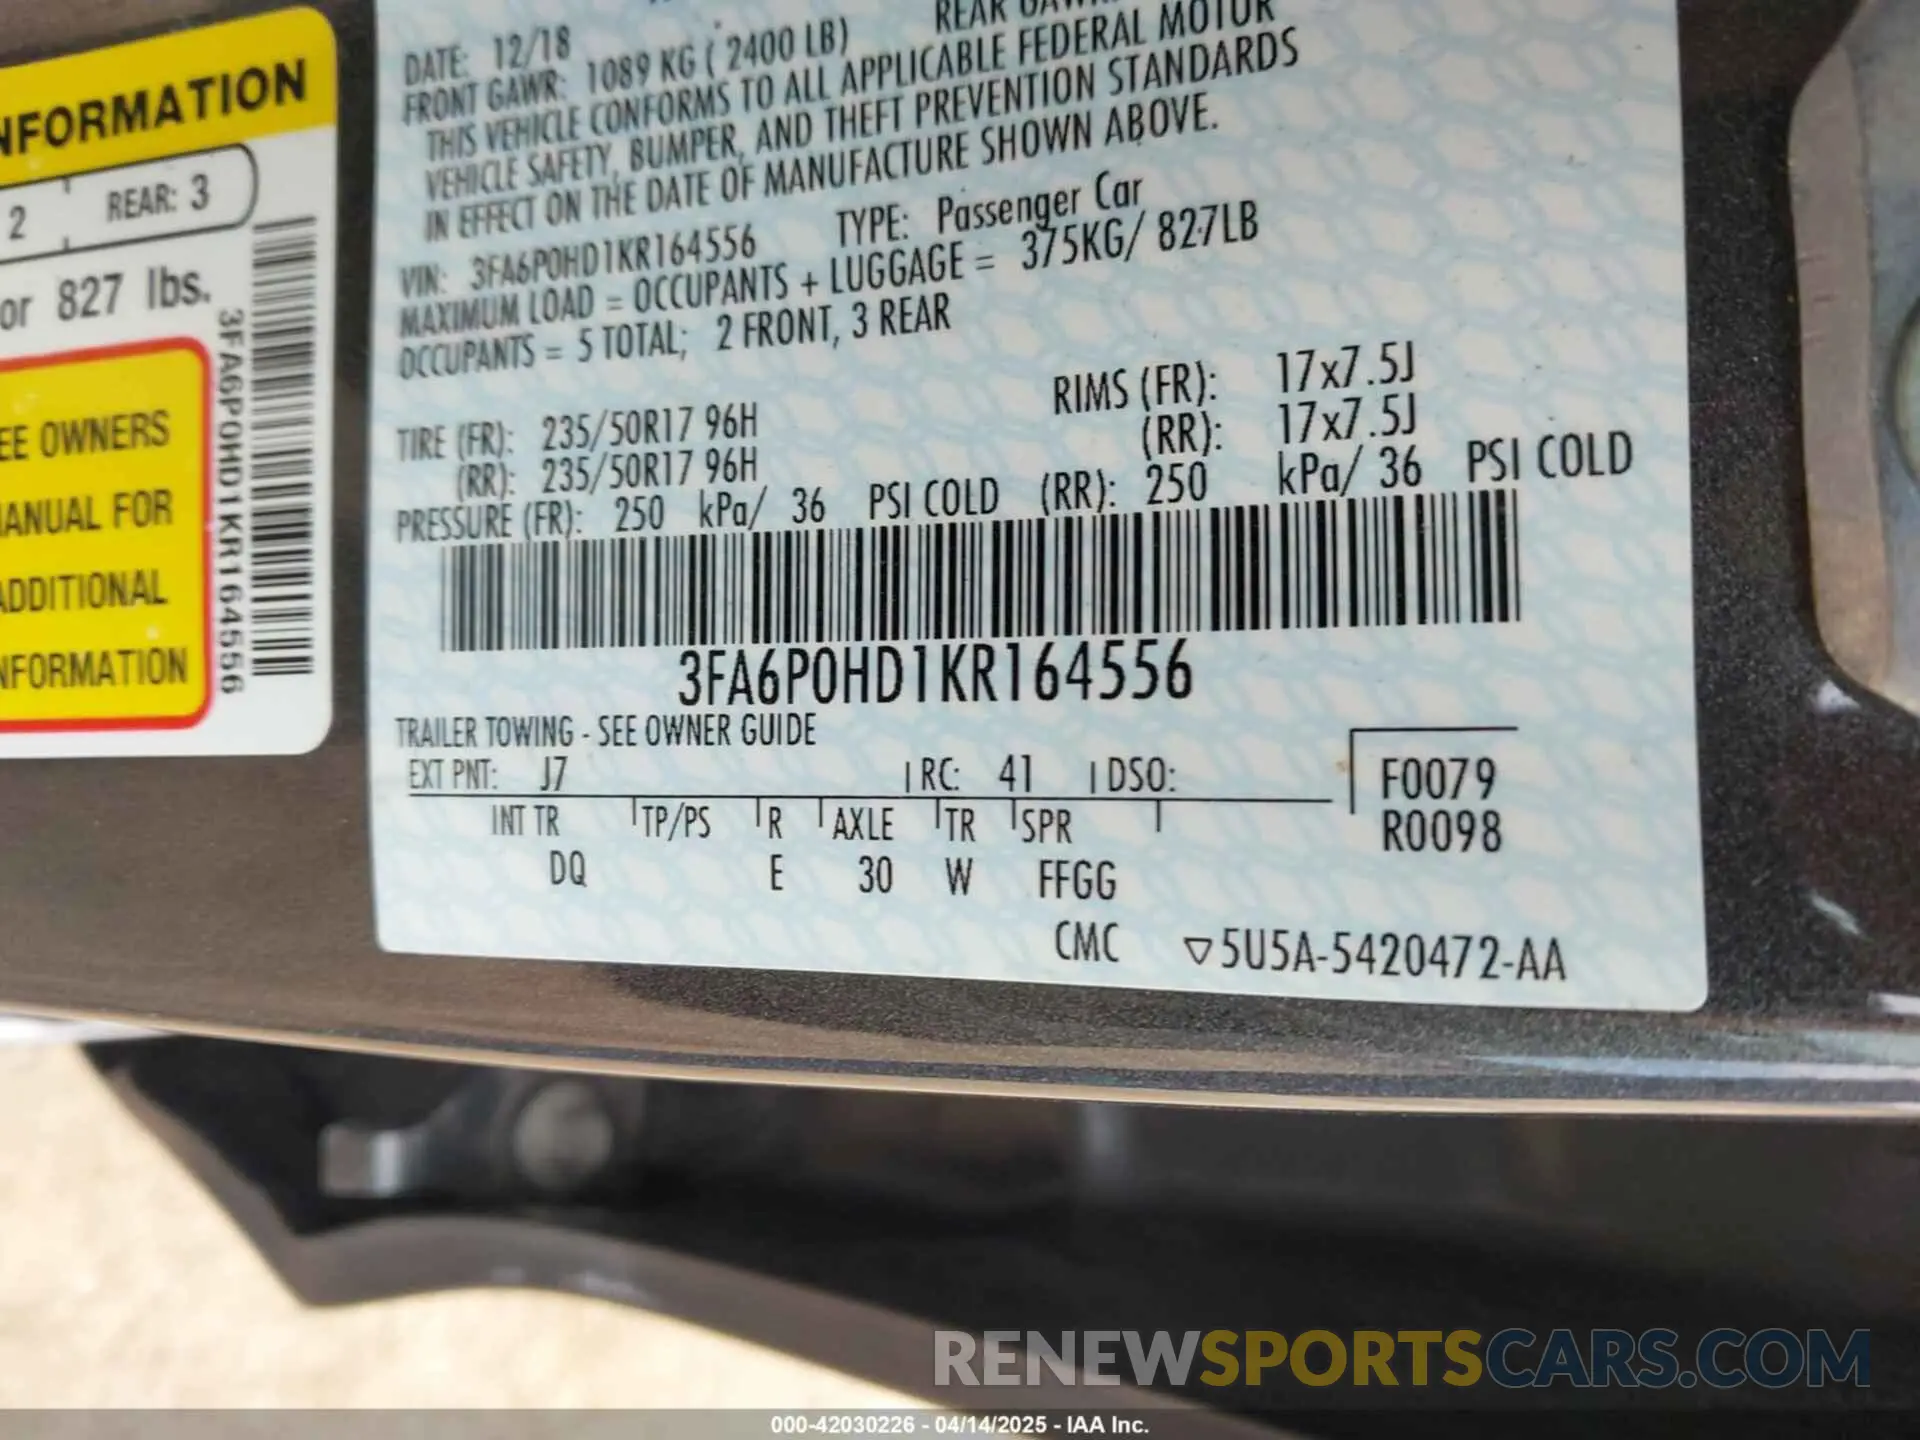 NFORMATION
2 REAR: 3
or 827 lbs.
3FA6P0HD1KR164556
EE OWNERS
ANUAL FOR
ADDITIONAL
NFORMATION
DATE: 12/18
FRONT GAWR: 1089 KG ( 2400 LB) REAR
THIS VEHICLE CONFORMS TO ALL APPLICABLE FEDERAL MOTOR
VEHICLE SAFETY, BUMPER, AND THEFT PREVENTION STANDARDS
IN EFFECT ON THE DATE OF MANUFACTURE SHOWN ABOVE.
VIN: 3FA6P0HD1KR164556 TYPE: Passenger Car
MAXIMUM LOAD = OCCUPANTS + LUGGAGE = 375KG/ 827LB
OCCUPANTS = 5 TOTAL; 2 FRONT, 3 REAR
TIRE (FR): 235/50R17 96H RIMS (FR): 17x7.5J
(RR): 235/50R17 96H (RR): 17x7.5J
PRESSURE (FR): 250 kPa/ 36 PSI COLD (RR): 250 kPa/ 36 PSI COLD
3FA6P0HD1KR164556
TRAILER TOWING - SEE OWNER GUIDE
EXT PNT: J7 RC: 41 DSO: F0079
INT TR TP/PS R AXLE TR SPR R0098
DQ E 30 W FFGG
CMC ▽5U5A-5420472-AA
RENEWSPORTSCARS.COM
000-42030226 - 04/14/2025 - IAA Inc.